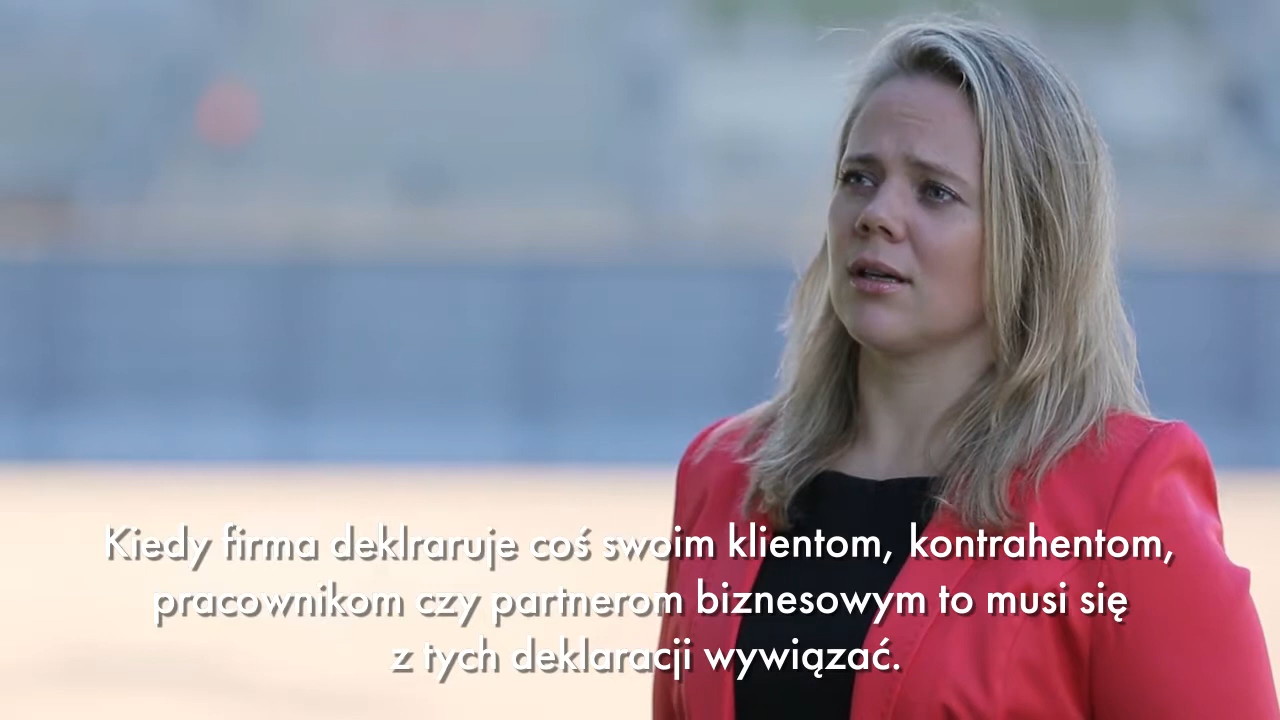 Kiedy firma deklraruje coś swoim klientom, kontrahentom,
pracownikom czy partnerom biznesowym to musi się
z tych deklaracji wywiązać.